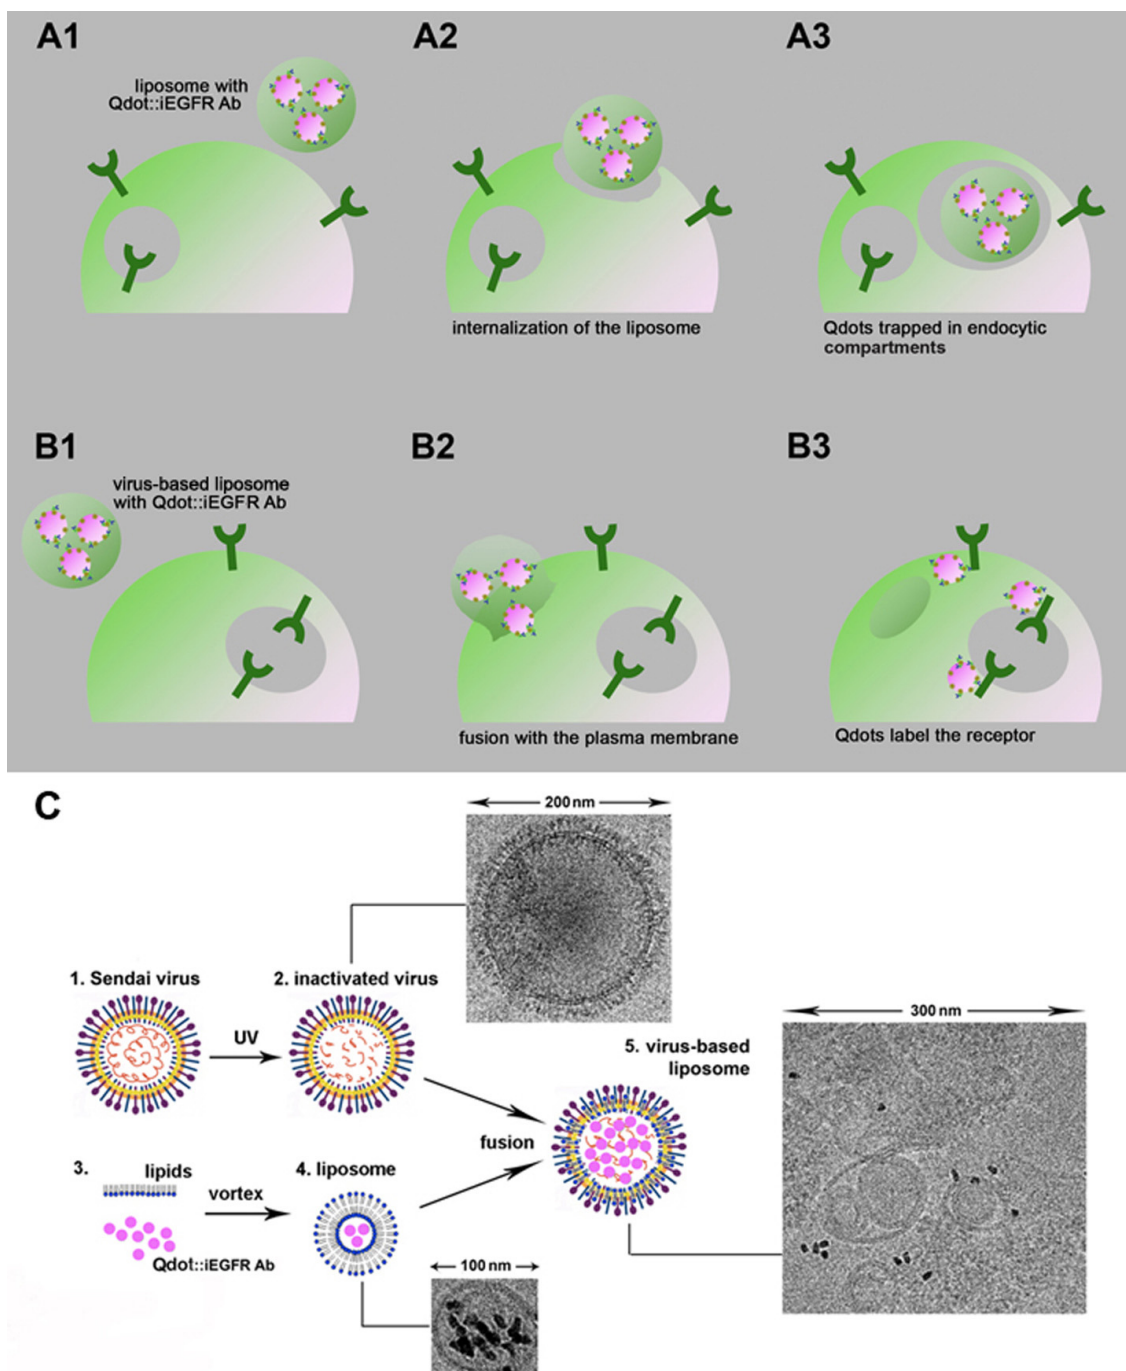 A1
liposome with
Qdot::iEGFR Ab
A2
internalization of the liposome
A3
Qdots trapped in endocytic
compartments
B1
virus-based liposome
with Qdot::iEGFR Ab
B2
fusion with the plasma membrane
B3
Qdots label the receptor
C
200 nm
1. Sendai virus
UV
2. inactivated virus
300 nm
5. virus-based
liposome
fusion
3.
lipids
vortex
Qdot::iEGFR Ab
4. liposome
100 nm